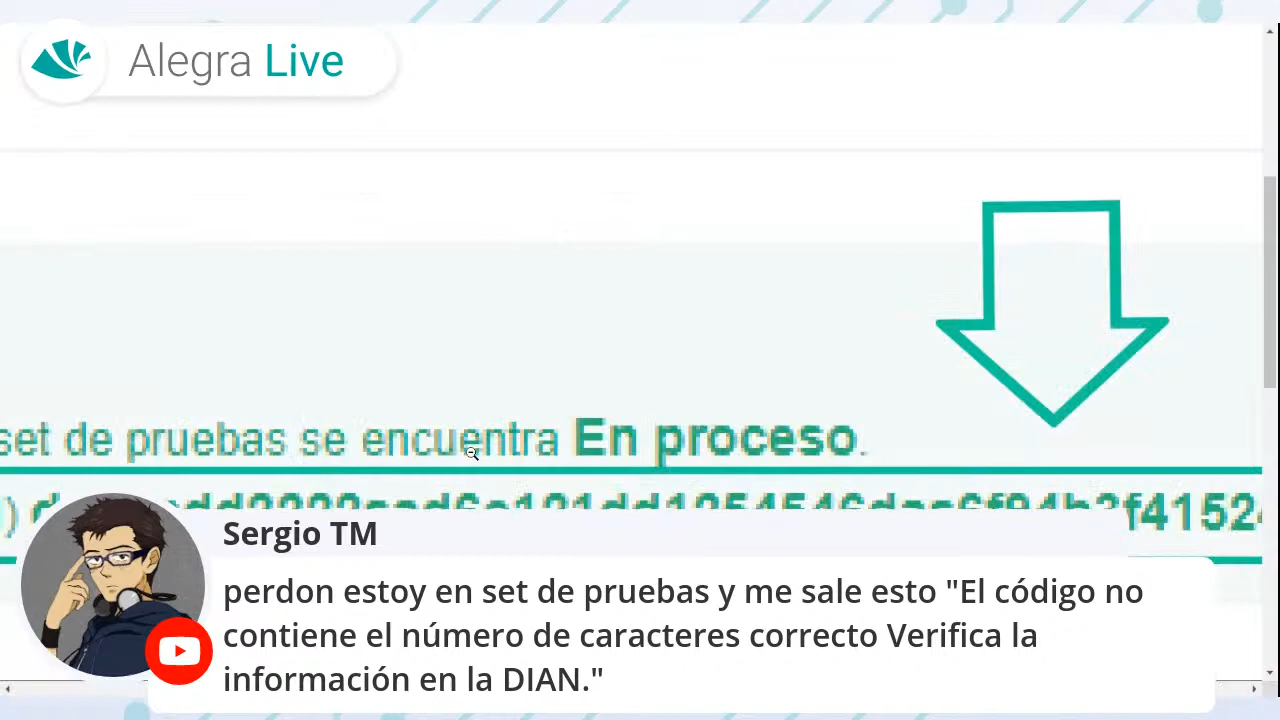 Alegra Live
set de pruebas se encuentra En proceso.
Sergio TM
perdon estoy en set de pruebas y me sale esto "El código no
contiene el número de caracteres correcto Verifica la
información en la DIAN."